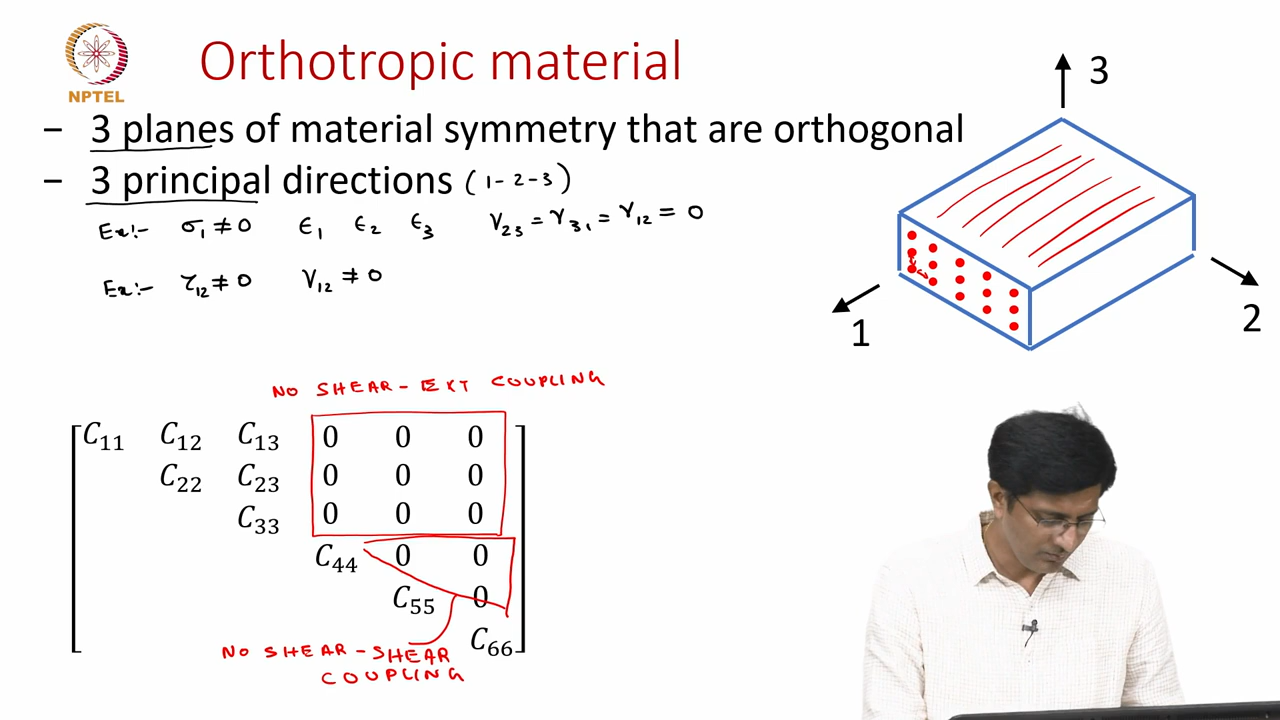 NPTEL
Orthotropic material
– 3 planes of material symmetry that are orthogonal
– 3 principal directions (1-2-3)
Ex:- σ₁ ≠ 0 ϵ₁ ϵ₂ ϵ₃ γ₂₃ = γ₃₁ = γ₁₂ = 0
Ex:- τ₁₂ ≠ 0 γ₁₂ ≠ 0
3
1
2
NO SHEAR-EXT COUPLING
C₁₁ C₁₂ C₁₃ 0 0 0
C₂₂ C₂₃ 0 0 0
C₃₃ 0 0 0
C₄₄ 0 0
C₅₅ 0
C₆₆
NO SHEAR-SHEAR
COUPLING